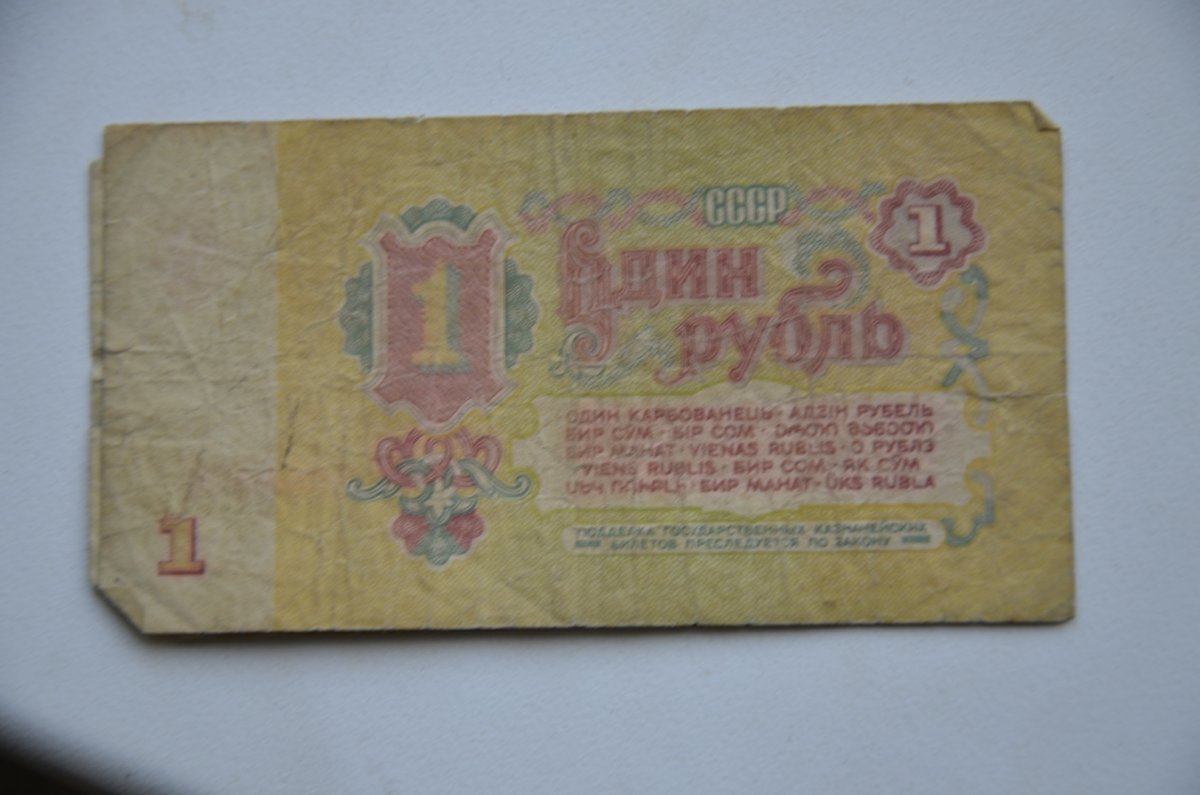 СССР
1
1
Один
рубль
ОДИН КАРБОВАНЕЦЬ · АДЗІН РУБЕЛЬ
БИР СЎМ · БІР СОМ · ᲔᲠᲗᲘ ᲛᲐᲜᲔᲗᲘ
БИР МАНАТ · VIENAS RUBLIS · О РУБЛЭ
VIENS RUBLIS · БИР СОМ · ЯК СЎМ
ՄԵԿ ՌՈՒԲԼԻ · БИР МАНАТ · ÜKS RUBLA
ПОДДЕЛКА ГОСУДАРСТВЕННЫХ КАЗНАЧЕЙСКИХ
БИЛЕТОВ ПРЕСЛЕДУЕТСЯ ПО ЗАКОНУ
1